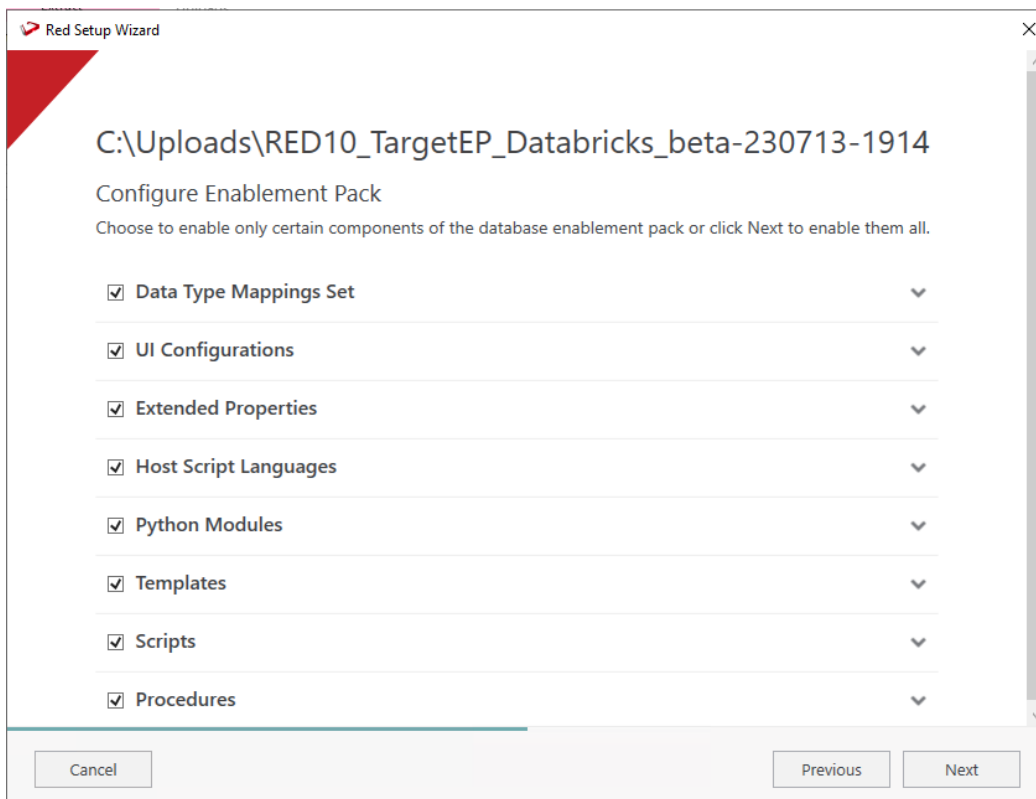 Red Setup Wizard
C:\Uploads\RED10_TargetEP_Databricks_beta-230713-1914
Configure Enablement Pack
Choose to enable only certain components of the database enablement pack or click Next to enable them all.
Data Type Mappings Set
UI Configurations
Extended Properties
Host Script Languages
Python Modules
Templates
Scripts
Procedures
Cancel
Previous
Next